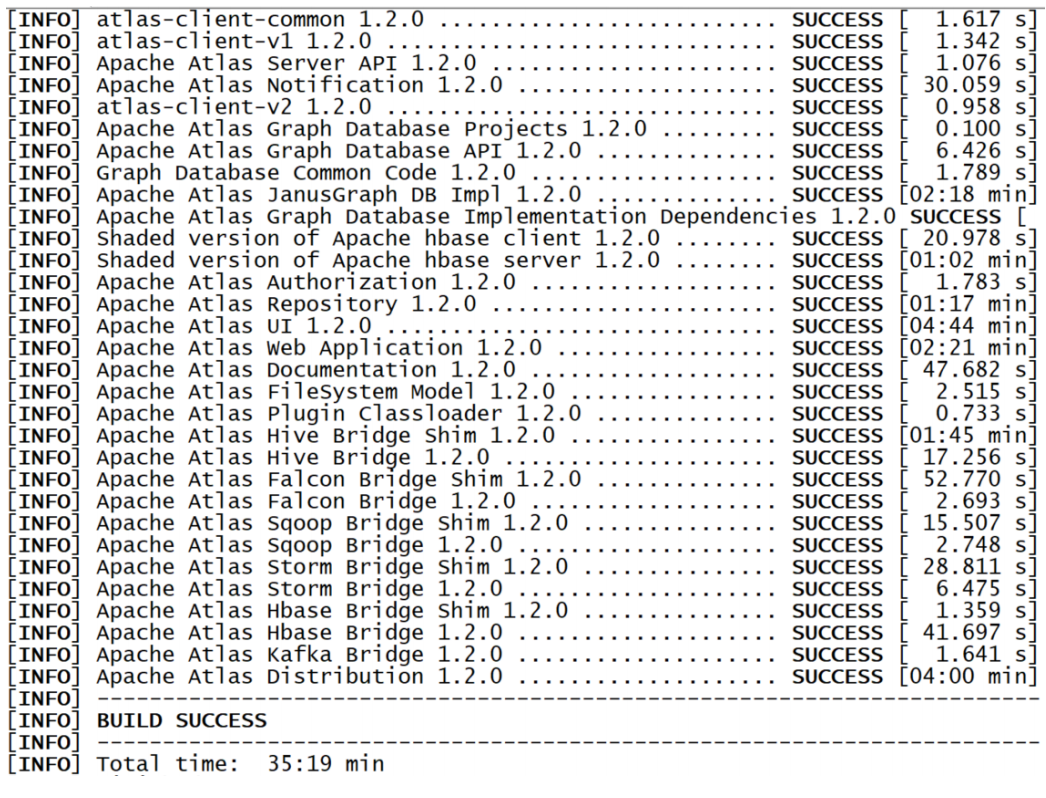 [INFO] atlas-client-common 1.2.0 .......................... SUCCESS [  1.617 s]
[INFO] atlas-client-v1 1.2.0 .............................. SUCCESS [  1.342 s]
[INFO] Apache Atlas Server API 1.2.0 ...................... SUCCESS [  1.076 s]
[INFO] Apache Atlas Notification 1.2.0 .................... SUCCESS [ 30.059 s]
[INFO] atlas-client-v2 1.2.0 .............................. SUCCESS [  0.958 s]
[INFO] Apache Atlas Graph Database Projects 1.2.0 ......... SUCCESS [  0.100 s]
[INFO] Apache Atlas Graph Database API 1.2.0 .............. SUCCESS [  6.426 s]
[INFO] Graph Database Common Code 1.2.0 ................... SUCCESS [  1.789 s]
[INFO] Apache Atlas JanusGraph DB Impl 1.2.0 .............. SUCCESS [02:18 min]
[INFO] Apache Atlas Graph Database Implementation Dependencies 1.2.0 SUCCESS [
[INFO] Shaded version of Apache hbase client 1.2.0 ........ SUCCESS [ 20.978 s]
[INFO] Shaded version of Apache hbase server 1.2.0 ........ SUCCESS [01:02 min]
[INFO] Apache Atlas Authorization 1.2.0 ................... SUCCESS [  1.783 s]
[INFO] Apache Atlas Repository 1.2.0 ...................... SUCCESS [01:17 min]
[INFO] Apache Atlas UI 1.2.0 .............................. SUCCESS [04:44 min]
[INFO] Apache Atlas Web Application 1.2.0 ................. SUCCESS [02:21 min]
[INFO] Apache Atlas Documentation 1.2.0 ................... SUCCESS [ 47.682 s]
[INFO] Apache Atlas FileSystem Model 1.2.0 ................ SUCCESS [  2.515 s]
[INFO] Apache Atlas Plugin Classloader 1.2.0 .............. SUCCESS [  0.733 s]
[INFO] Apache Atlas Hive Bridge Shim 1.2.0 ................ SUCCESS [01:45 min]
[INFO] Apache Atlas Hive Bridge 1.2.0 ..................... SUCCESS [ 17.256 s]
[INFO] Apache Atlas Falcon Bridge Shim 1.2.0 .............. SUCCESS [ 52.770 s]
[INFO] Apache Atlas Falcon Bridge 1.2.0 ................... SUCCESS [  2.693 s]
[INFO] Apache Atlas Sqoop Bridge Shim 1.2.0 ............... SUCCESS [ 15.507 s]
[INFO] Apache Atlas Sqoop Bridge 1.2.0 .................... SUCCESS [  2.748 s]
[INFO] Apache Atlas Storm Bridge Shim 1.2.0 ............... SUCCESS [ 28.811 s]
[INFO] Apache Atlas Storm Bridge 1.2.0 .................... SUCCESS [  6.475 s]
[INFO] Apache Atlas Hbase Bridge Shim 1.2.0 ............... SUCCESS [  1.359 s]
[INFO] Apache Atlas Hbase Bridge 1.2.0 .................... SUCCESS [ 41.697 s]
[INFO] Apache Atlas Kafka Bridge 1.2.0 .................... SUCCESS [  1.641 s]
[INFO] Apache Atlas Distribution 1.2.0 .................... SUCCESS [04:00 min]
[INFO] ------------------------------------------------------------------------
[INFO] BUILD SUCCESS
[INFO] ------------------------------------------------------------------------
[INFO] Total time:  35:19 min